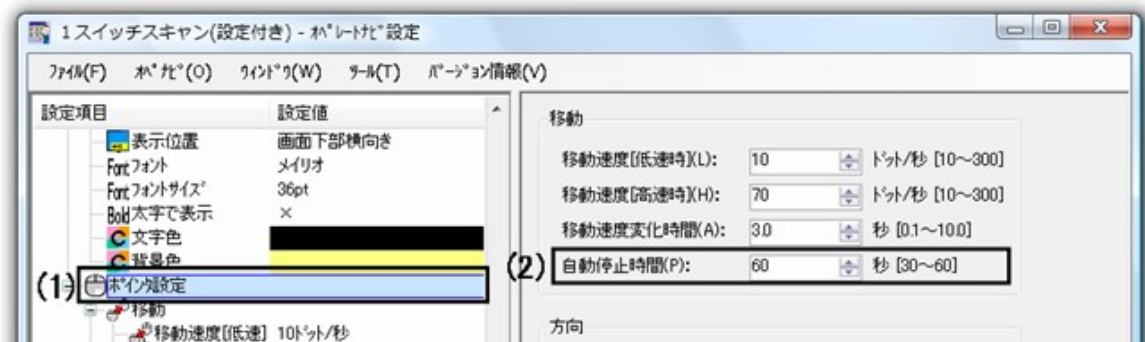 1スイッチスキャン(設定付き) - ｵﾍﾟﾚｰﾄﾅﾋﾞ設定
ﾌｧｲﾙ(F) ｵﾍﾟﾅﾋﾞ(O) ｳｨﾝﾄﾞｳ(W) ﾂｰﾙ(T) ﾊﾞｰｼﾞｮﾝ情報(V)
設定項目 設定値
表示位置 画面下部横向き
Font ﾌｫﾝﾄ メイリオ
Font ﾌｫﾝﾄｻｲｽﾞ 36pt
Bold 太字で表示 ×
C 文字色
C 背景色
(1) ﾎﾟｲﾝﾀ設定
移動
移動速度[低速] 10ﾄﾞｯﾄ/秒
移動
移動速度[低速時](L): 10 ﾄﾞｯﾄ/秒 [10～300]
移動速度[高速時](H): 70 ﾄﾞｯﾄ/秒 [10～300]
移動速度変化時間(A): 3.0 秒 [0.1～10.0]
(2) 自動停止時間(P): 60 秒 [30～60]
方向